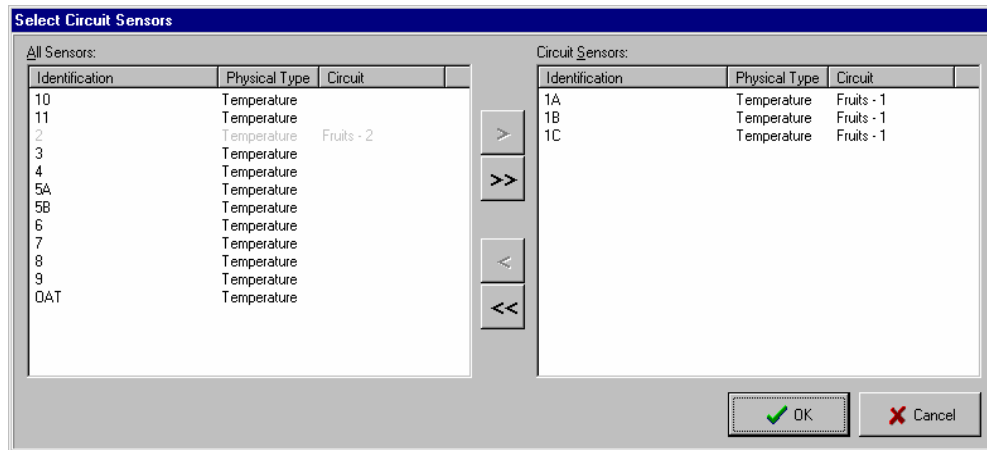 Select Circuit Sensors
All Sensors:
Identification Physical Type Circuit
10 Temperature
11 Temperature
2 Temperature Fruits - 2
3 Temperature
4 Temperature
5A Temperature
5B Temperature
6 Temperature
7 Temperature
8 Temperature
9 Temperature
OAT Temperature
>
>>
<
<<
Circuit Sensors:
Identification Physical Type Circuit
1A Temperature Fruits - 1
1B Temperature Fruits - 1
1C Temperature Fruits - 1
OK Cancel